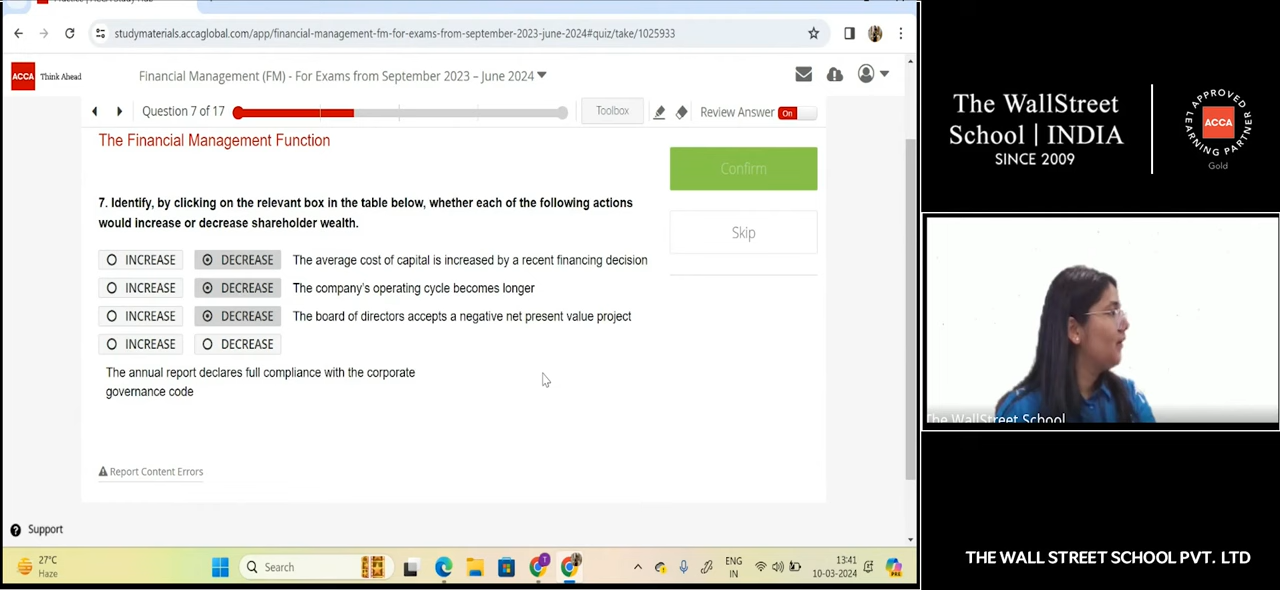 studymaterials.accaglobal.com/app/financial-management-fm-for-exams-from-september-2023-june-2024#quiz/take/1025933
ACCA Think Ahead
Financial Management (FM) - For Exams from September 2023 – June 2024
Question 7 of 17
Toolbox
Review Answer On
The Financial Management Function
Confirm
7. Identify, by clicking on the relevant box in the table below, whether each of the following actions
would increase or decrease shareholder wealth.
Skip
INCREASE DECREASE The average cost of capital is increased by a recent financing decision
INCREASE DECREASE The company's operating cycle becomes longer
INCREASE DECREASE The board of directors accepts a negative net present value project
INCREASE DECREASE
The annual report declares full compliance with the corporate
governance code
Report Content Errors
Support
27°C
Haze
Search
ENG
IN
13:41
10-03-2024
The WallStreet
School | INDIA
SINCE 2009
APPROVED
LEARNING PARTNER
ACCA
Gold
The WallStreet School
THE WALL STREET SCHOOL PVT. LTD